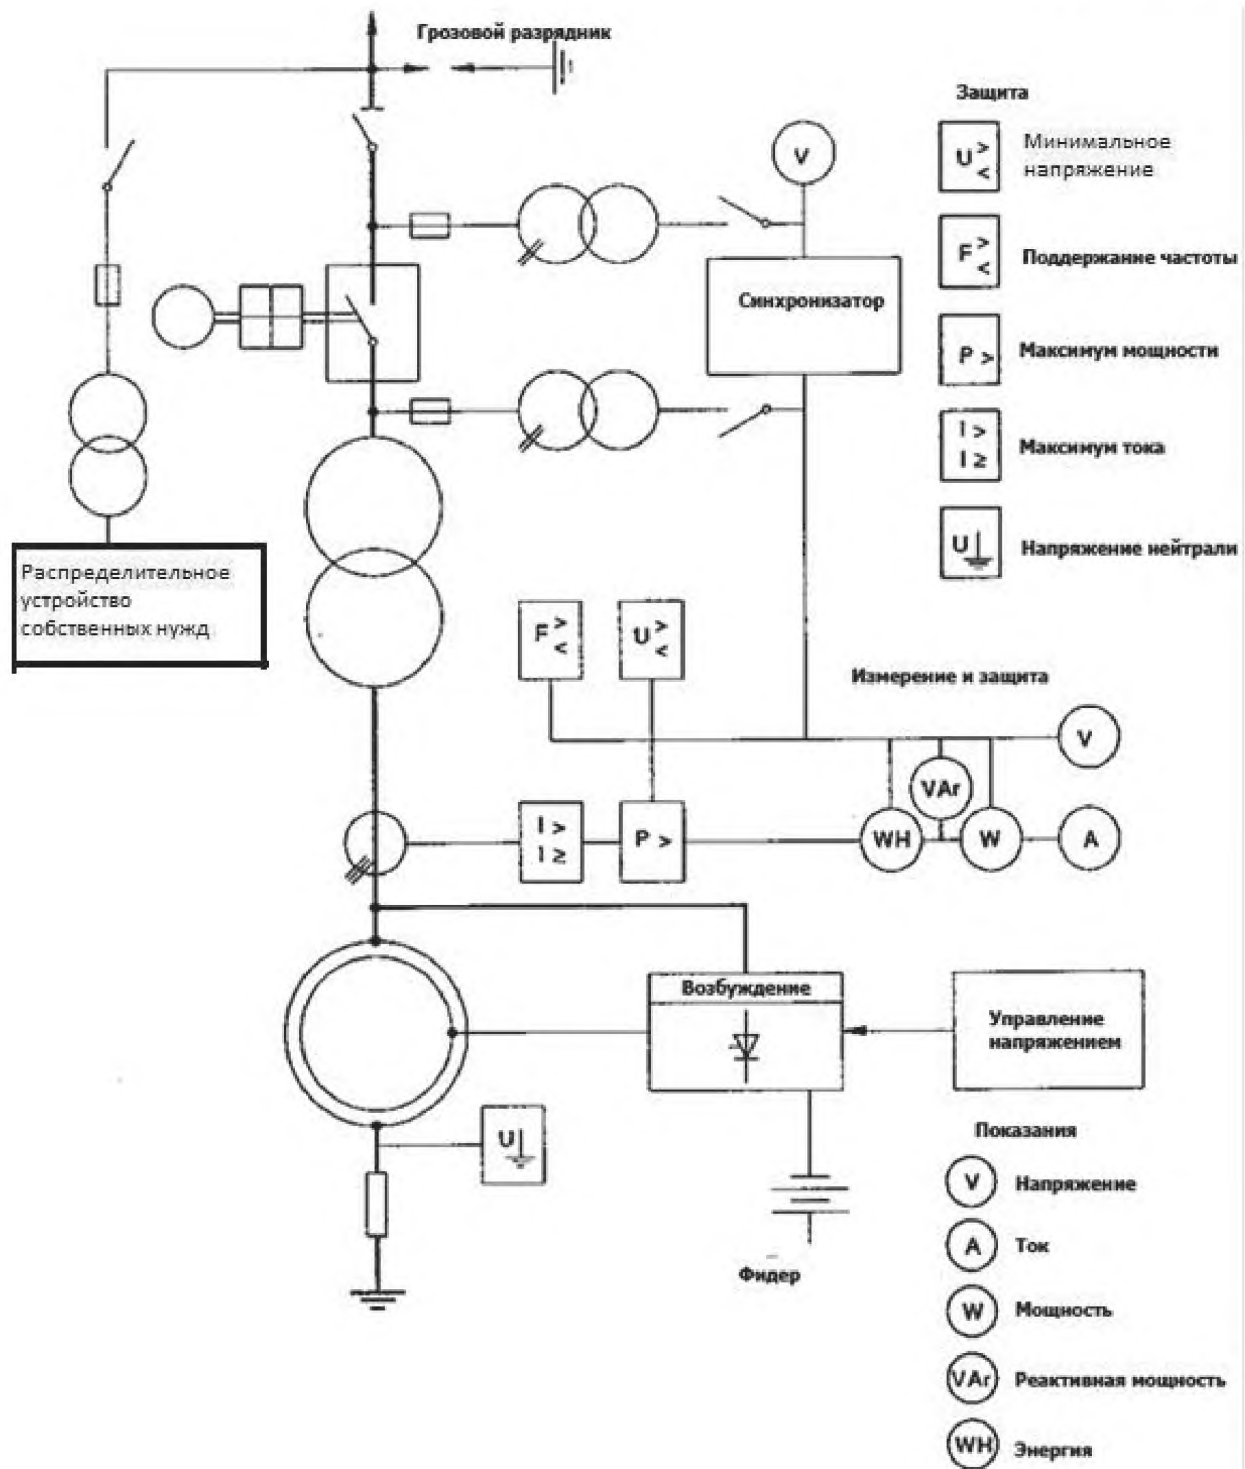 Грозовой разрядник
Защита
V
U > <
Минимальное
напряжение
F > <
Поддержание частоты
Синхронизатор
P >
Максимум мощности
I >
I ≥
Максимум тока
U
Напряжение нейтрали
Распределительное
устройство
собственных нужд
F > <
U > <
Измерение и защита
V
VAr
I >
I ≥
P >
WH
W
A
Возбуждение
Управление
напряжением
U
Показания
V
Напряжение
A
Ток
Фидер
W
Мощность
VAr
Реактивная мощность
WH
Энергия